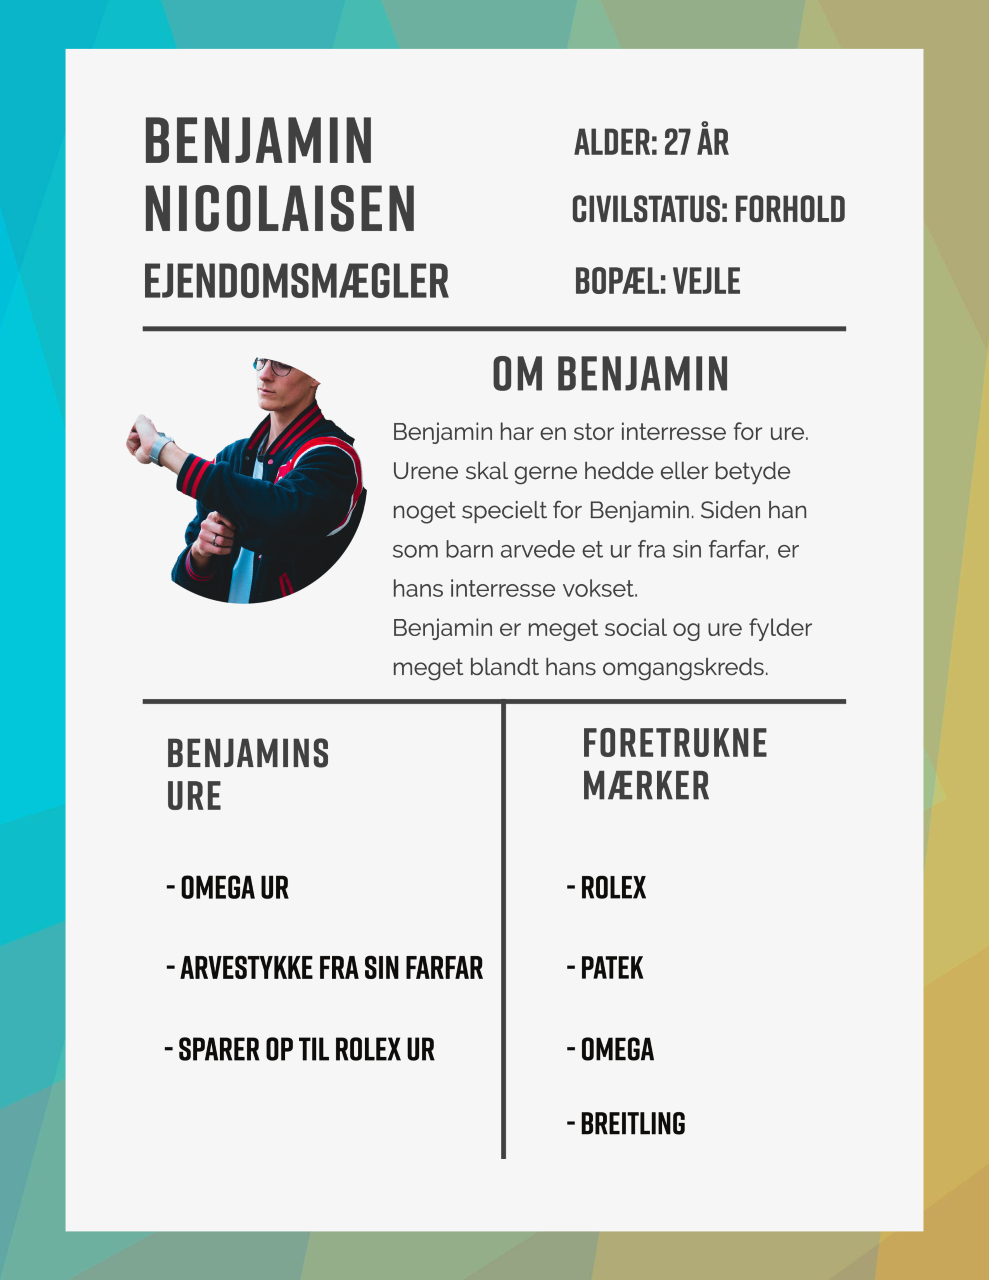 BENJAMIN
NICOLAISEN
EJENDOMSMÆGLER
ALDER: 27 ÅR
CIVILSTATUS: FORHOLD
BOPÆL: VEJLE
OM BENJAMIN
Benjamin har en stor interresse for ure.
Urene skal gerne hedde eller betyde
noget specielt for Benjamin. Siden han
som barn arvede et ur fra sin farfar, er
hans interresse vokset.
Benjamin er meget social og ure fylder
meget blandt hans omgangskreds.
BENJAMINS
URE
- OMEGA UR
- ARVESTYKKE FRA SIN FARFAR
- SPARER OP TIL ROLEX UR
FORETRUKNE
MÆRKER
- ROLEX
- PATEK
- OMEGA
- BREITLING